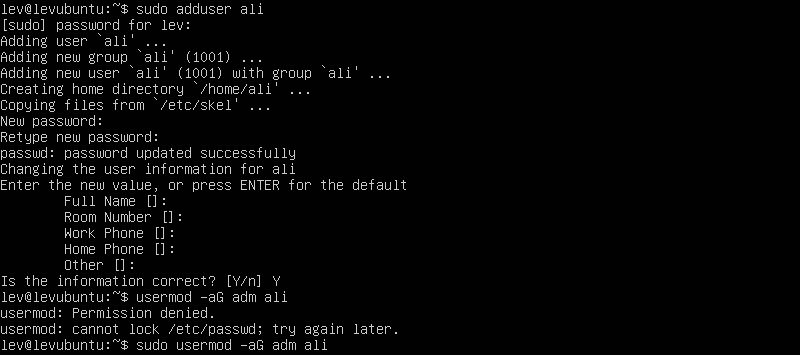 lev@levubuntu:~$ sudo adduser ali
[sudo] password for lev:
Adding user `ali' ...
Adding new group `ali' (1001) ...
Adding new user `ali' (1001) with group `ali' ...
Creating home directory `/home/ali' ...
Copying files from `/etc/skel' ...
New password:
Retype new password:
passwd: password updated successfully
Changing the user information for ali
Enter the new value, or press ENTER for the default
        Full Name []:
        Room Number []:
        Work Phone []:
        Home Phone []:
        Other []:
Is the information correct? [Y/n] Y
lev@levubuntu:~$ usermod -aG adm ali
usermod: Permission denied.
usermod: cannot lock /etc/passwd; try again later.
lev@levubuntu:~$ sudo usermod -aG adm ali